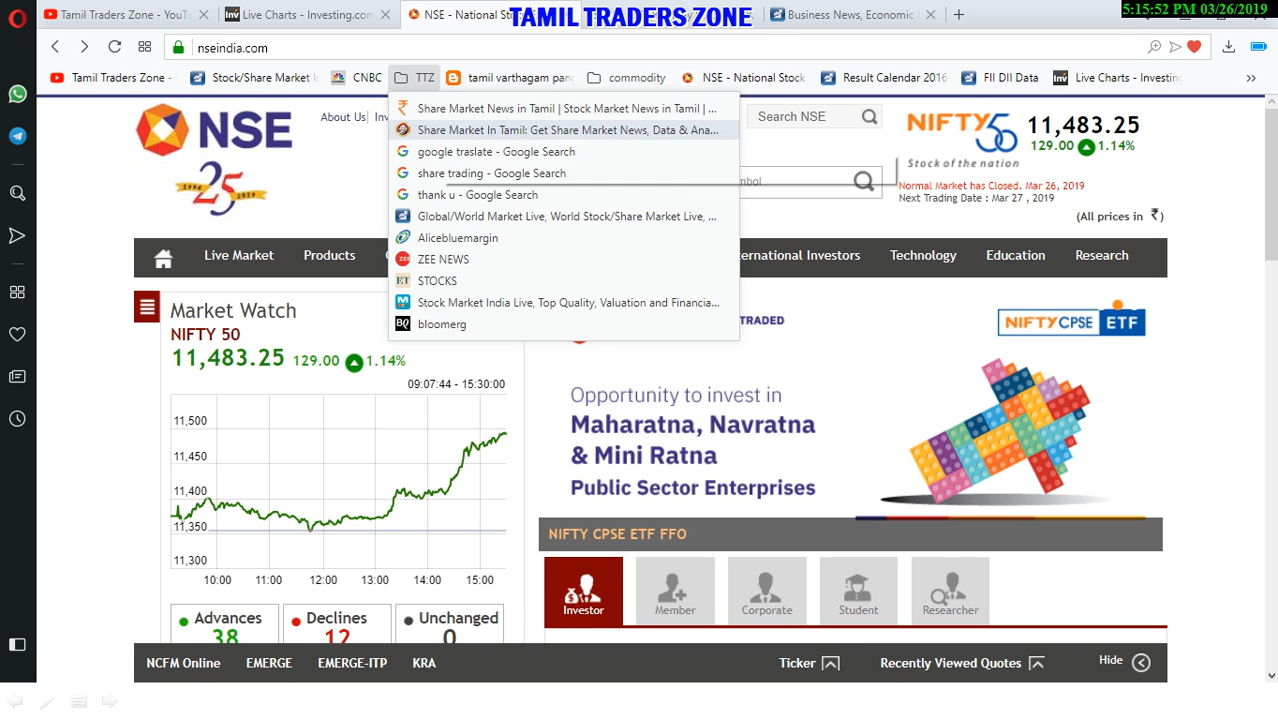 5:15:52 PM 03/26/2019
Tamil Traders Zone - YouT
Live Charts - Investing.com
NSE - National St
TAMIL TRADERS ZONE
Business News, Economic
nseindia.com
Tamil Traders Zone -
Stock/Share Market I
CNBC
TTZ
tamil varthagam pang
commodity
NSE - National Stock
Result Calendar 2016
FII DII Data
Live Charts - Investing
Share Market News in Tamil | Stock Market News in Tamil | ...
Share Market In Tamil: Get Share Market News, Data & Ana...
google traslate - Google Search
share trading - Google Search
thank u - Google Search
Global/World Market Live, World Stock/Share Market Live, ...
Alicebluemargin
ZEE NEWS
STOCKS
Stock Market India Live, Top Quality, Valuation and Financia...
bloomerg
NSE
1994 25 2019
About Us| Inv
Search NSE
mbol
NIFTY 50
Stock of the nation
11,483.25
129.00 1.14%
Normal Market has Closed. Mar 26, 2019
Next Trading Date : Mar 27 , 2019
(All prices in ₹)
Live Market
Products
ternational Investors
Technology
Education
Research
Market Watch
NIFTY 50
11,483.25 129.00 1.14%
09:07:44 - 15:30:00
11,500
11,450
11,400
11,350
11,300
10:00 11:00 12:00 13:00 14:00 15:00
Advances
38
Declines
12
Unchanged
0
TRADED
NIFTY CPSE ETF
Opportunity to invest in
Maharatna, Navratna
& Mini Ratna
Public Sector Enterprises
NIFTY CPSE ETF FFO
Investor
Member
Corporate
Student
Researcher
NCFM Online
EMERGE
EMERGE-ITP
KRA
Ticker
Recently Viewed Quotes
Hide